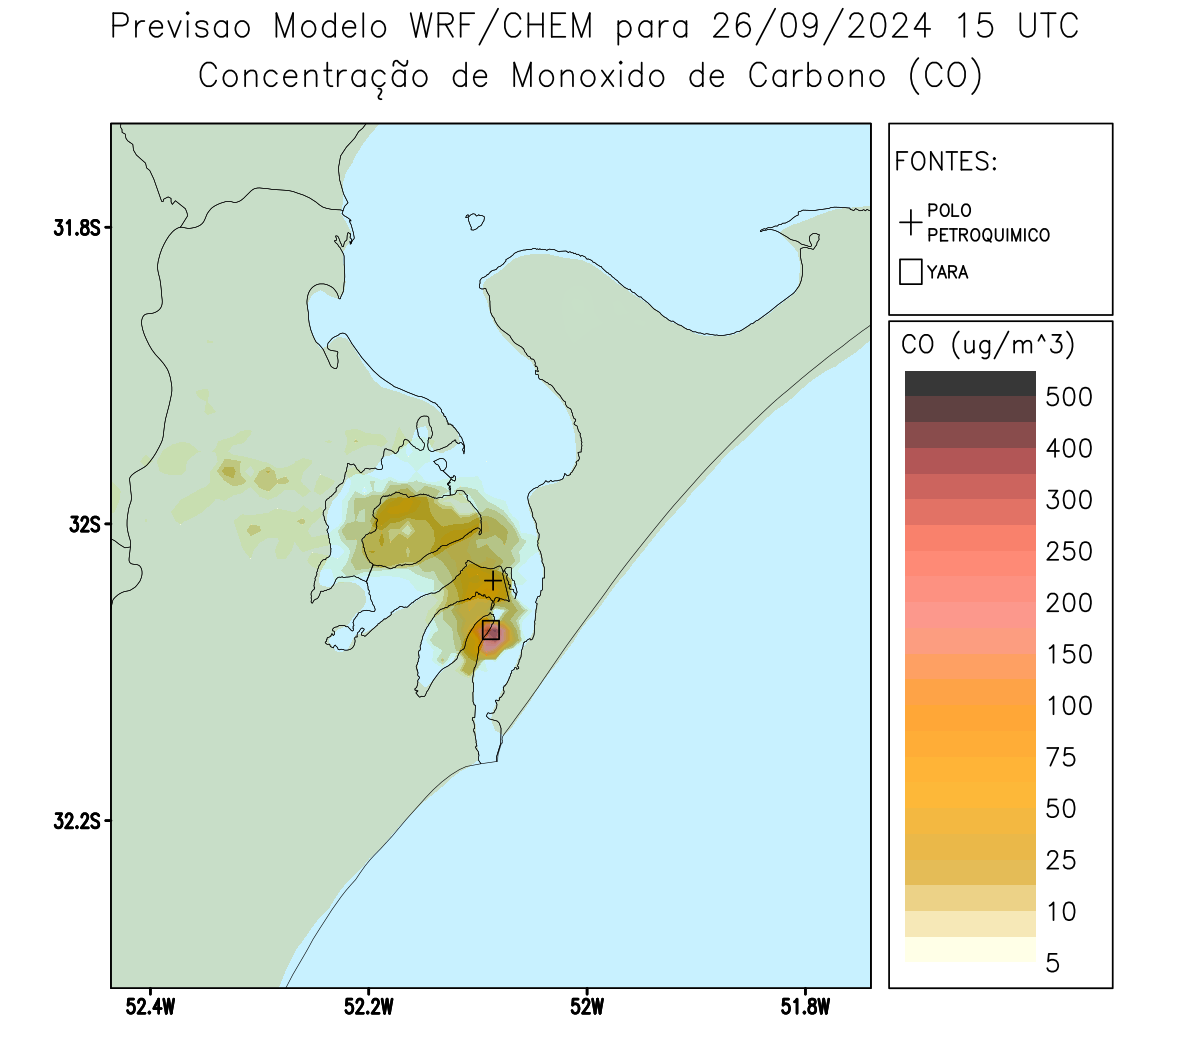 Previsao Modelo WRF/CHEM para 26/09/2024 15 UTC
Concentração de Monoxido de Carbono (CO)
FONTES:
POLO
PETROQUIMICO
YARA
CO (ug/m^3)
500
400
300
250
200
150
100
75
50
25
10
5
31.8S
32S
32.2S
52.4W
52.2W
52W
51.8W